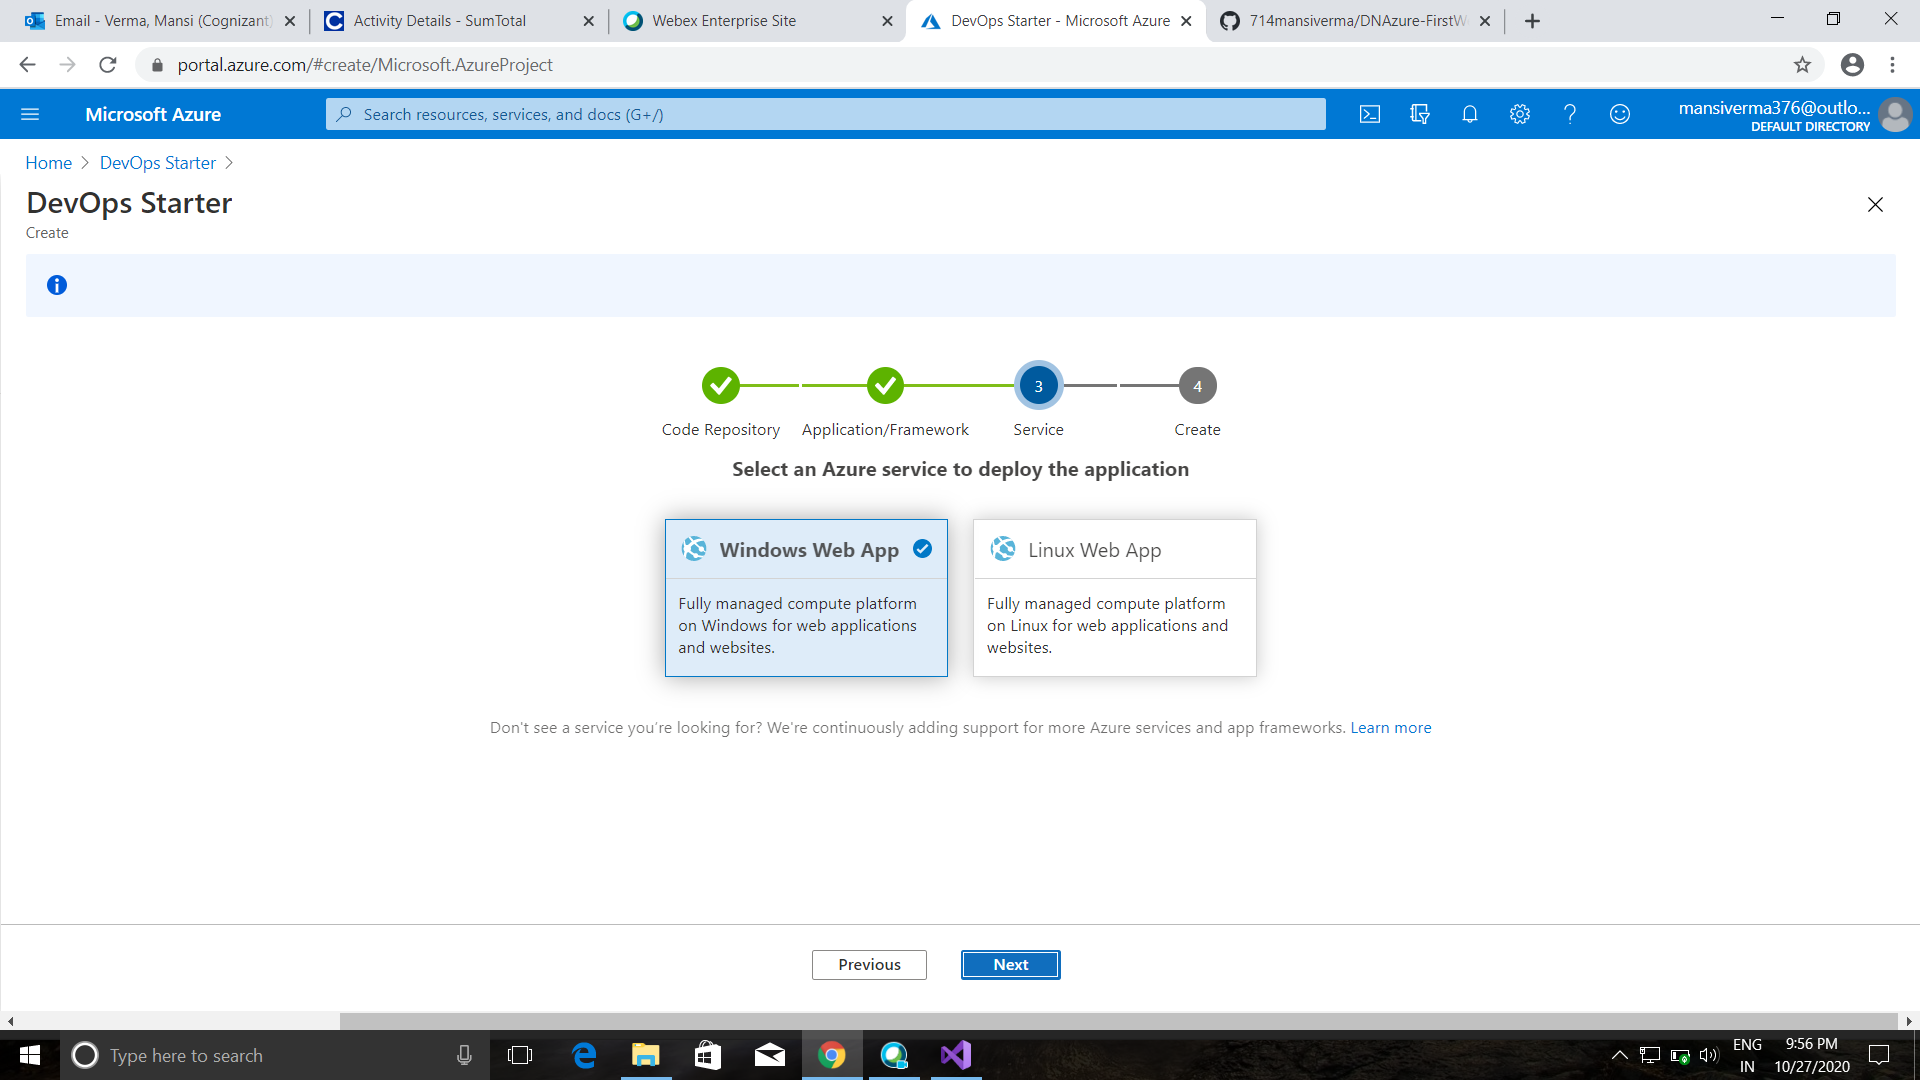 Email - Verma, Mansi (Cognizant)
Activity Details - SumTotal
Webex Enterprise Site
DevOps Starter - Microsoft Azure
714mansiverma/DNAzure-FirstW
portal.azure.com/#create/Microsoft.AzureProject
Microsoft Azure
Search resources, services, and docs (G+/)
mansiverma376@outlo...
DEFAULT DIRECTORY
Home
DevOps Starter
DevOps Starter
Create
3
4
Code Repository
Application/Framework
Service
Create
Select an Azure service to deploy the application
Windows Web App
Fully managed compute platform
on Windows for web applications
and websites.
Linux Web App
Fully managed compute platform
on Linux for web applications and
websites.
Don't see a service you're looking for? We're continuously adding support for more Azure services and app frameworks. Learn more
Previous
Next
Type here to search
ENG
IN
9:56 PM
10/27/2020